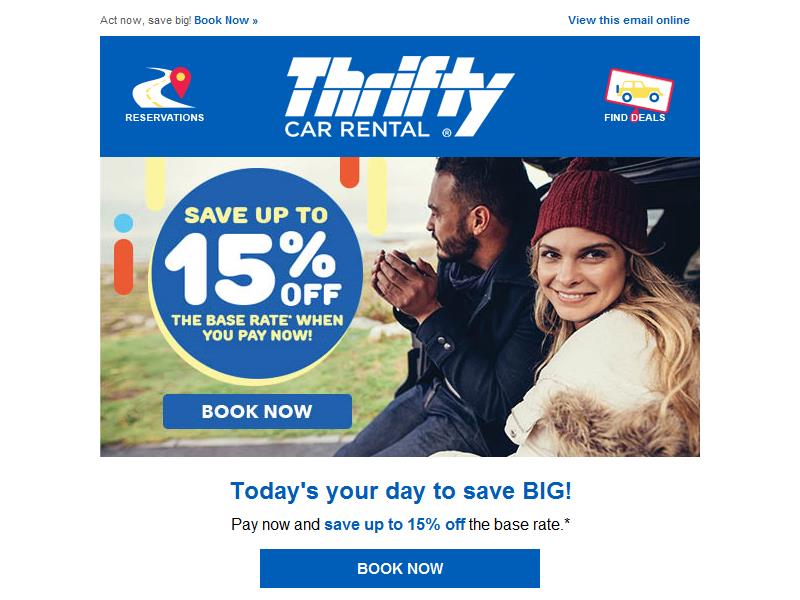 Act now, save big! Book Now »
View this email online
RESERVATIONS
Thrifty
CAR RENTAL ®
FIND DEALS
SAVE UP TO
15%
OFF
THE BASE RATE* WHEN
YOU PAY NOW!
BOOK NOW
Today's your day to save BIG!
Pay now and save up to 15% off the base rate.*
BOOK NOW